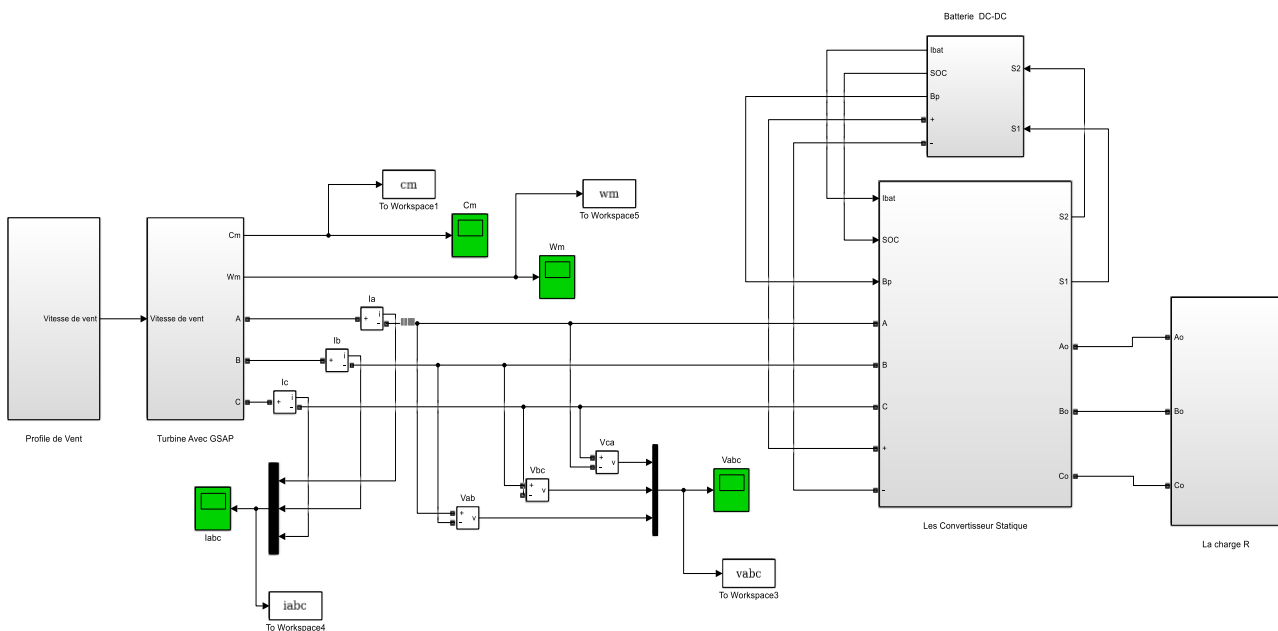 Batterie DC-DC
Ibat
SOC
Bp
+
-
S2
S1
cm
To Workspace1
wm
To Workspace5
Cm
Wm
Vitesse de vent
Profile de Vent
Vitesse de vent
Cm
Wm
A
B
C
Turbine Avec GSAP
Ia
+
i
-
Ib
+
i
-
Ic
+
i
-
Iabc
iabc
To Workspace4
Vab
+
-
v
Vbc
+
-
v
Vca
+
-
v
Vabc
vabc
To Workspace3
Ibat
SOC
Bp
A
B
C
+
-
S2
S1
Ao
Bo
Co
Les Convertisseur Statique
Ao
Bo
Co
La charge R